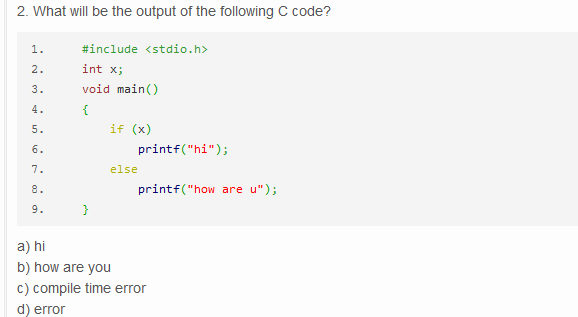 2. What will be the output of the following C code?
1. #include <stdio.h>
2. int x;
3. void main()
4. {
5. if (x)
6. printf("hi");
7. else
8. printf("how are u");
9. }
a) hi
b) how are you
c) compile time error
d) error